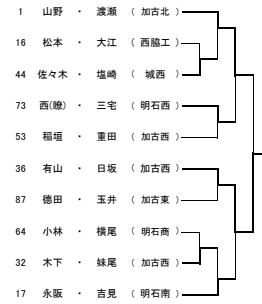 1 山野 ・ 渡瀬 ( 加古北 )
16 松本 ・ 大江 ( 西脇工 )
44 佐々木 ・ 塩崎 ( 城西 )
73 西(瞭) ・ 三宅 ( 明石西 )
53 稲垣 ・ 重田 ( 加古西 )
36 有山 ・ 日坂 ( 加古西 )
87 徳田 ・ 玉井 ( 加古東 )
64 小林 ・ 横尾 ( 明石商 )
32 木下 ・ 妹尾 ( 加古西 )
17 永阪 ・ 吉見 ( 明石南 )